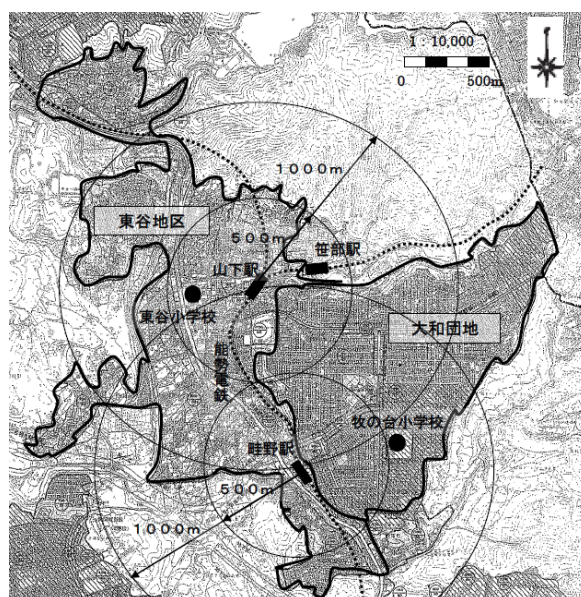 1：10,000
0 500m
1000m
東谷地区
500m
笹部駅
山下駅
東谷小学校
大和団地
能勢電鉄
牧の台小学校
畦野駅
500m
1000m